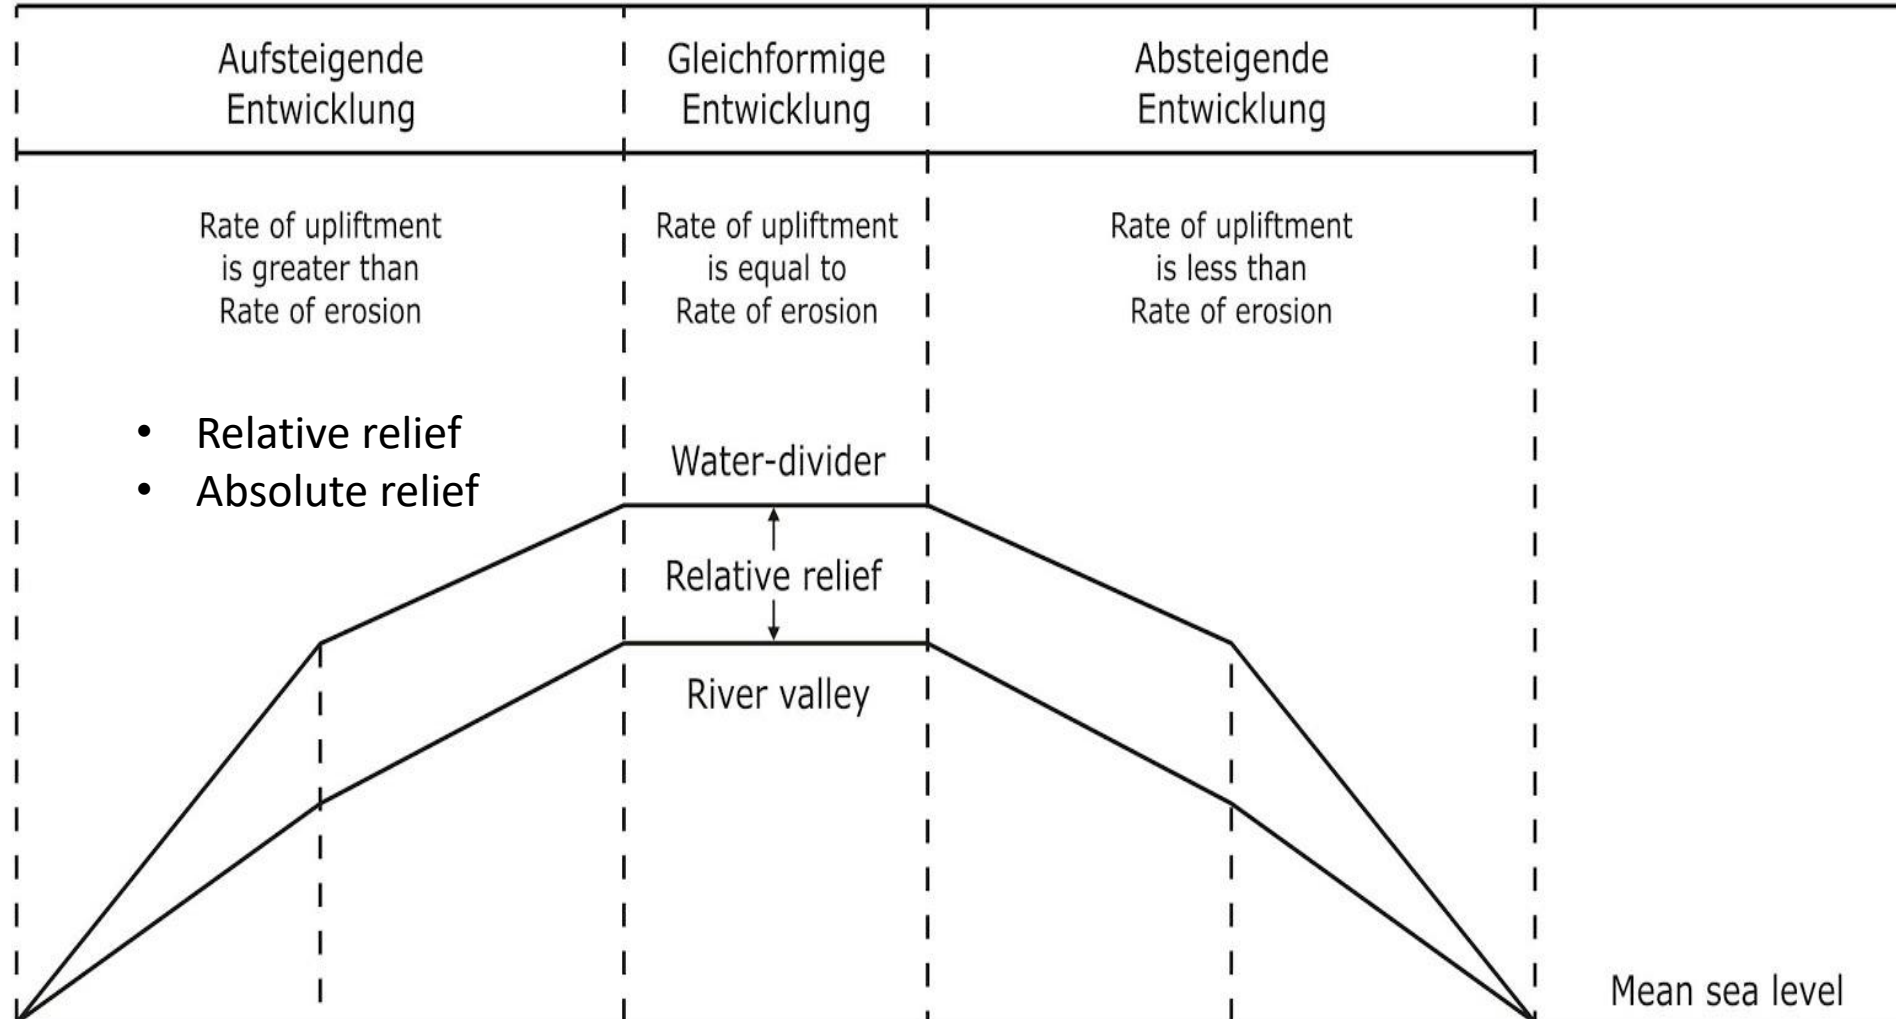 Aufsteigende
Entwicklung
Gleichformige
Entwicklung
Absteigende
Entwicklung
Rate of upliftment
is greater than
Rate of erosion
Rate of upliftment
is equal to
Rate of erosion
Rate of upliftment
is less than
Rate of erosion
• Relative relief
• Absolute relief
Water-divider
Relative relief
River valley
Mean sea level